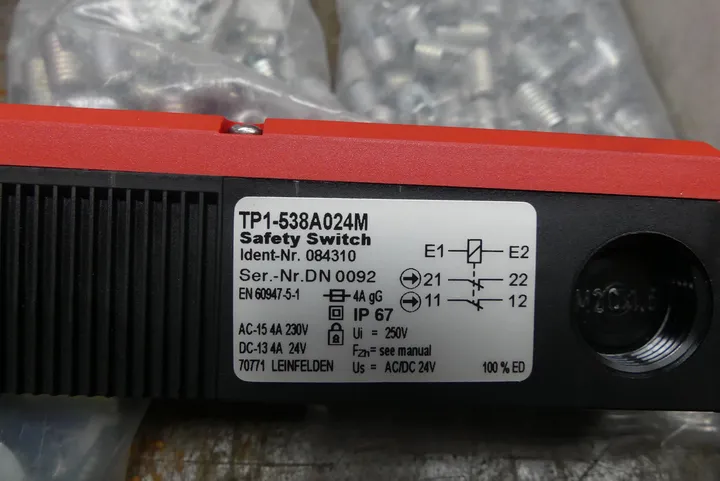 TP1-538A024M
Safety Switch
Ident-Nr. 084310
Ser.-Nr.DN 0092
EN 60947-5-1
4A gG
IP 67
AC-15 4A 230V
Ui = 250V
DC-13 4A 24V
FZh= see manual
70771 LEINFELDEN
Us = AC/DC 24V
100 % ED
E1 E2
21 22
11 12